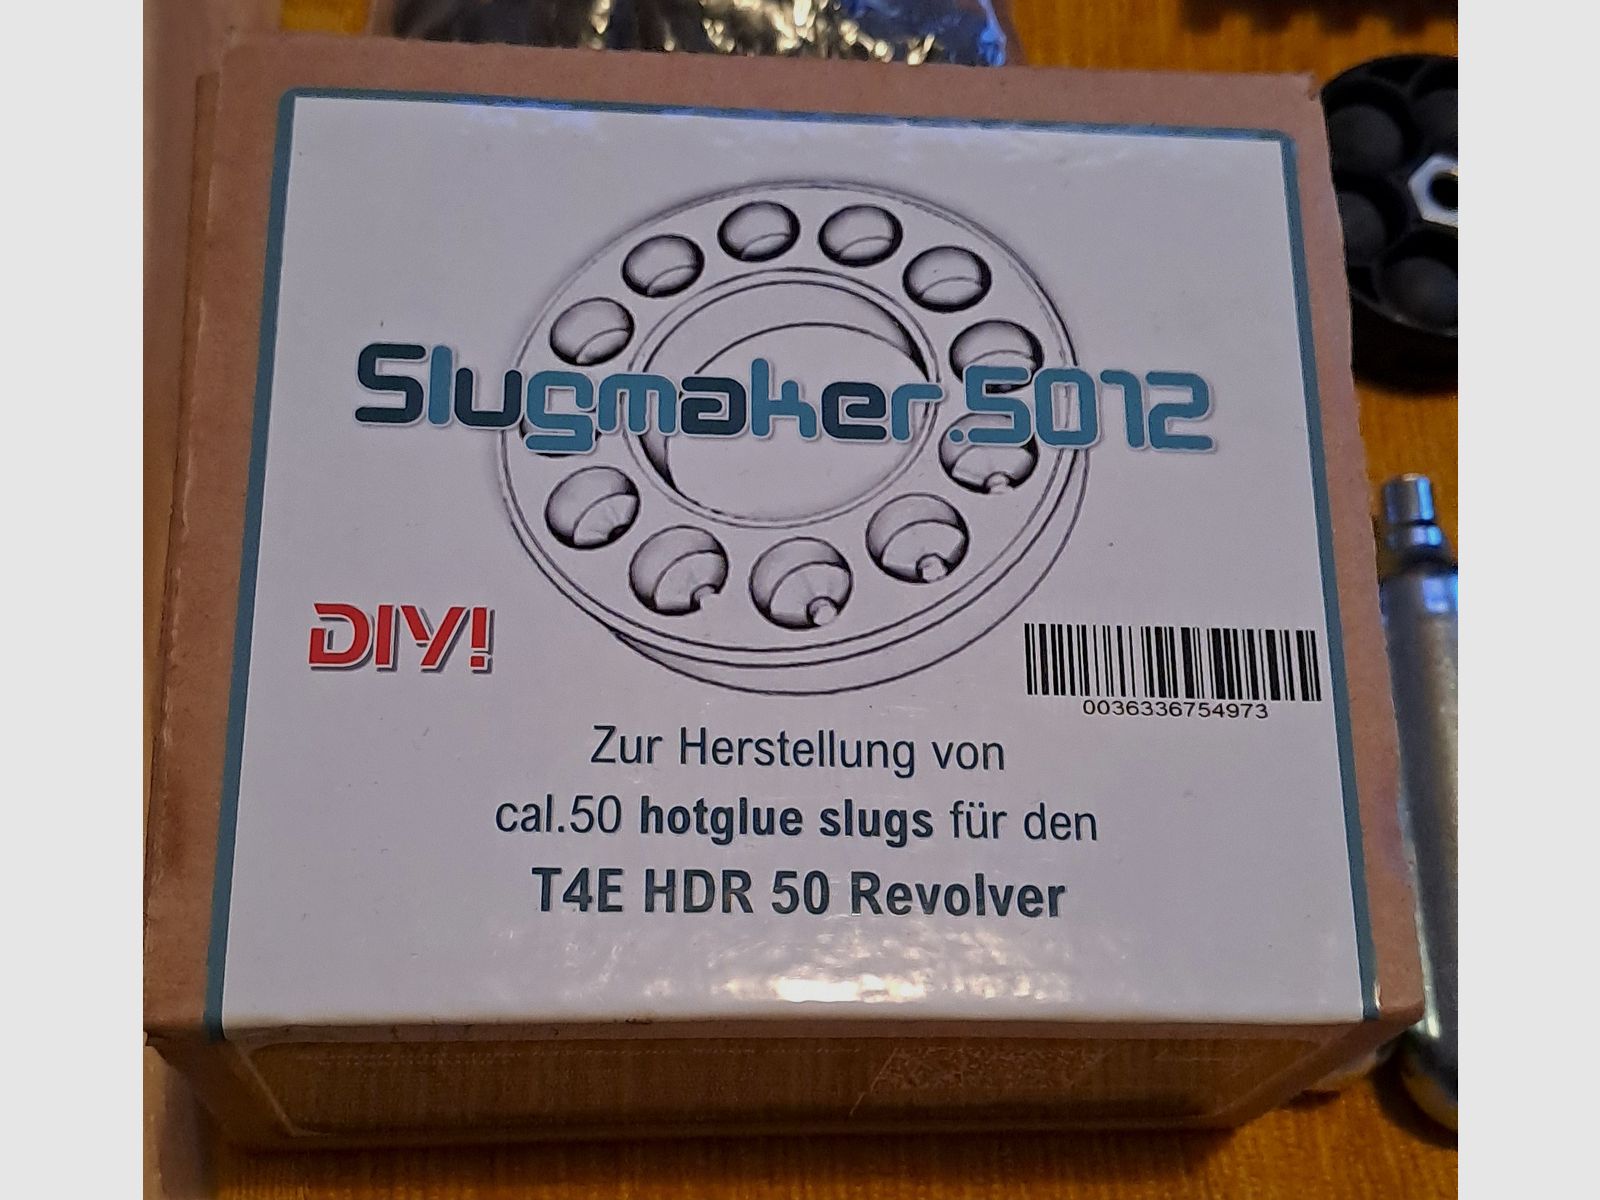 Slugmaker.5012
DIY!
0036336754973
Zur Herstellung von
cal.50 hotglue slugs für den
T4E HDR 50 Revolver